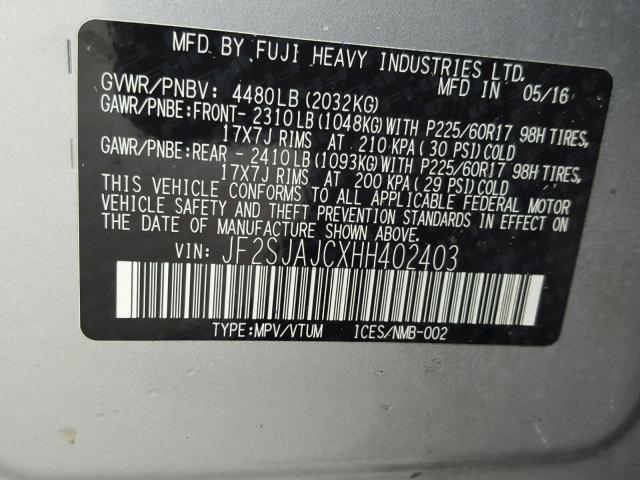 MFD. BY FUJI HEAVY INDUSTRIES LTD.
MFD IN 05/16
GVWR/PNBV: 4480LB(2032KG)
GAWR/PNBE:FRONT- 2310LB(1048KG)WITH P225/60R17 98H TIRES,
17X7J RIMS AT 210 KPA(30 PSI)COLD
GAWR/PNBE:REAR - 2410LB(1093KG)WITH P225/60R17 98H TIRES,
17X7J RIMS AT 200 KPA(29 PSI)COLD
THIS VEHICLE CONFORMS TO ALL APPLICABLE FEDERAL MOTOR
VEHICLE SAFETY AND THEFT PREVENTION STANDARDS IN EFFECT ON
THE DATE OF MANUFACTURE SHOWN ABOVE.
VIN: JF2SJAJCXHH402403
TYPE:MPV/VTUM ICES/NMB-002